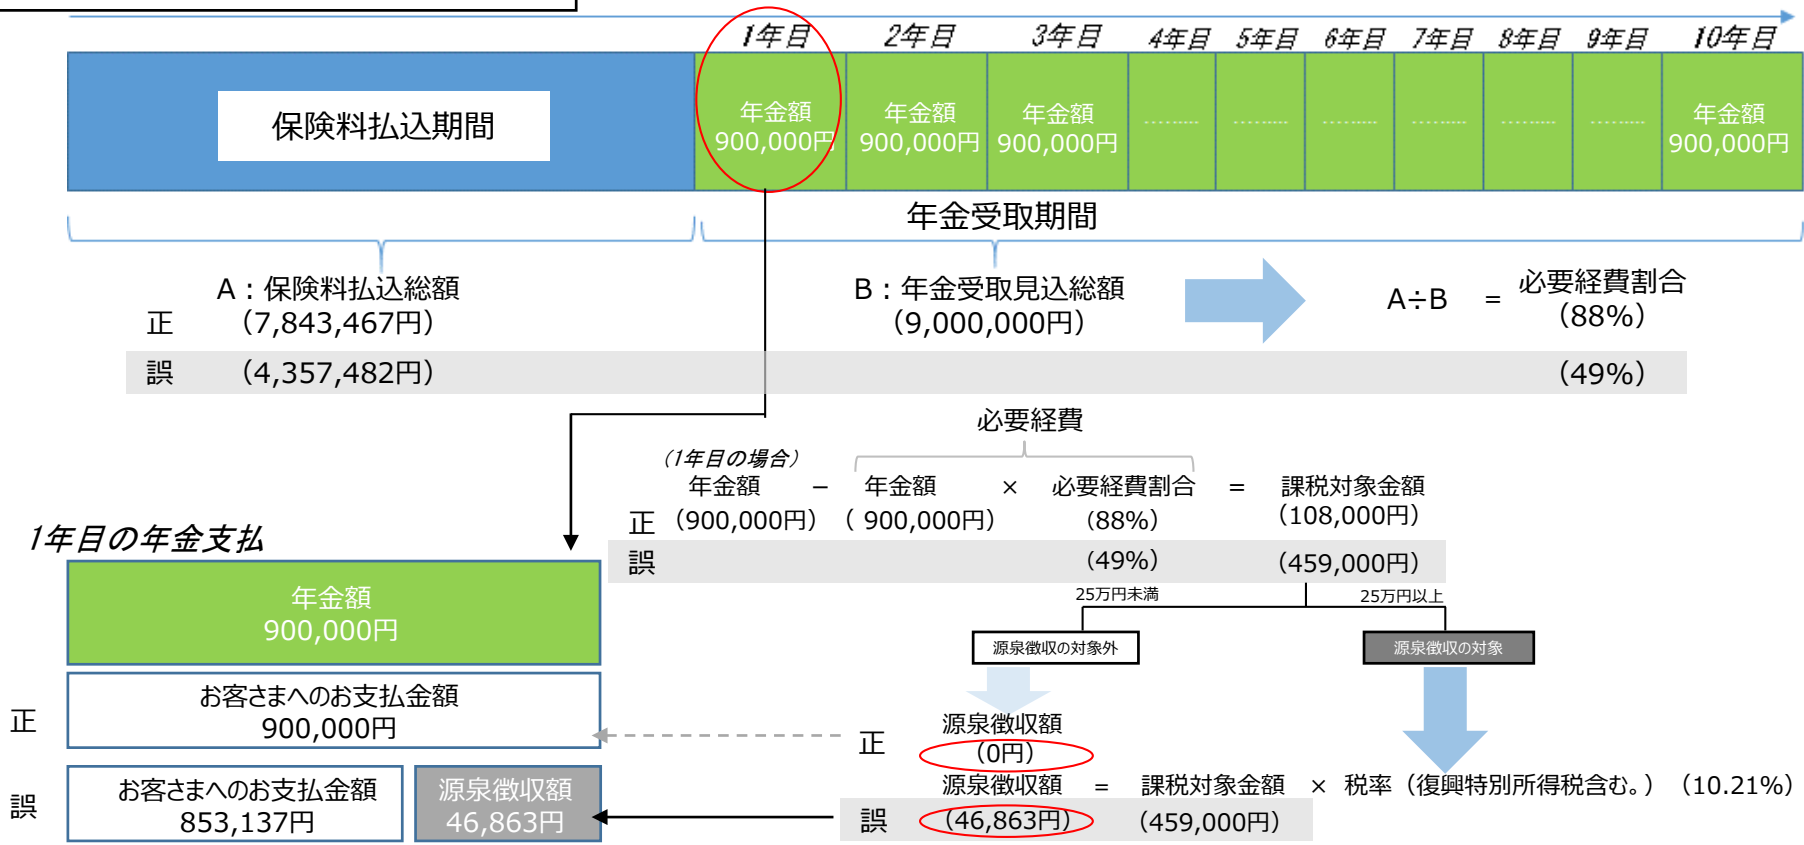 1年目 2年目 3年目 4年目 5年目 6年目 7年目 8年目 9年目 10年目
保険料払込期間
年金額
900,000円
年金額
900,000円
年金額
900,000円
………
………
………
………
………
………
年金額
900,000円
年金受取期間
A：保険料払込総額
正 （7,843,467円）
誤 （4,357,482円）
B：年金受取見込総額
（9,000,000円）
A÷B = 必要経費割合
（88%）
（49%）
必要経費
（1年目の場合）
年金額 － 年金額 × 必要経費割合 = 課税対象金額
正 （900,000円） （ 900,000円） （88%） （108,000円）
誤 （49%） （459,000円）
25万円未満 25万円以上
源泉徴収の対象外 源泉徴収の対象
1年目の年金支払
年金額
900,000円
正
お客さまへのお支払金額
900,000円
誤
お客さまへのお支払金額
853,137円
源泉徴収額
46,863円
正
源泉徴収額
（0円）
源泉徴収額 = 課税対象金額 × 税率（復興特別所得税含む。）（10.21%）
誤 （46,863円） （459,000円）